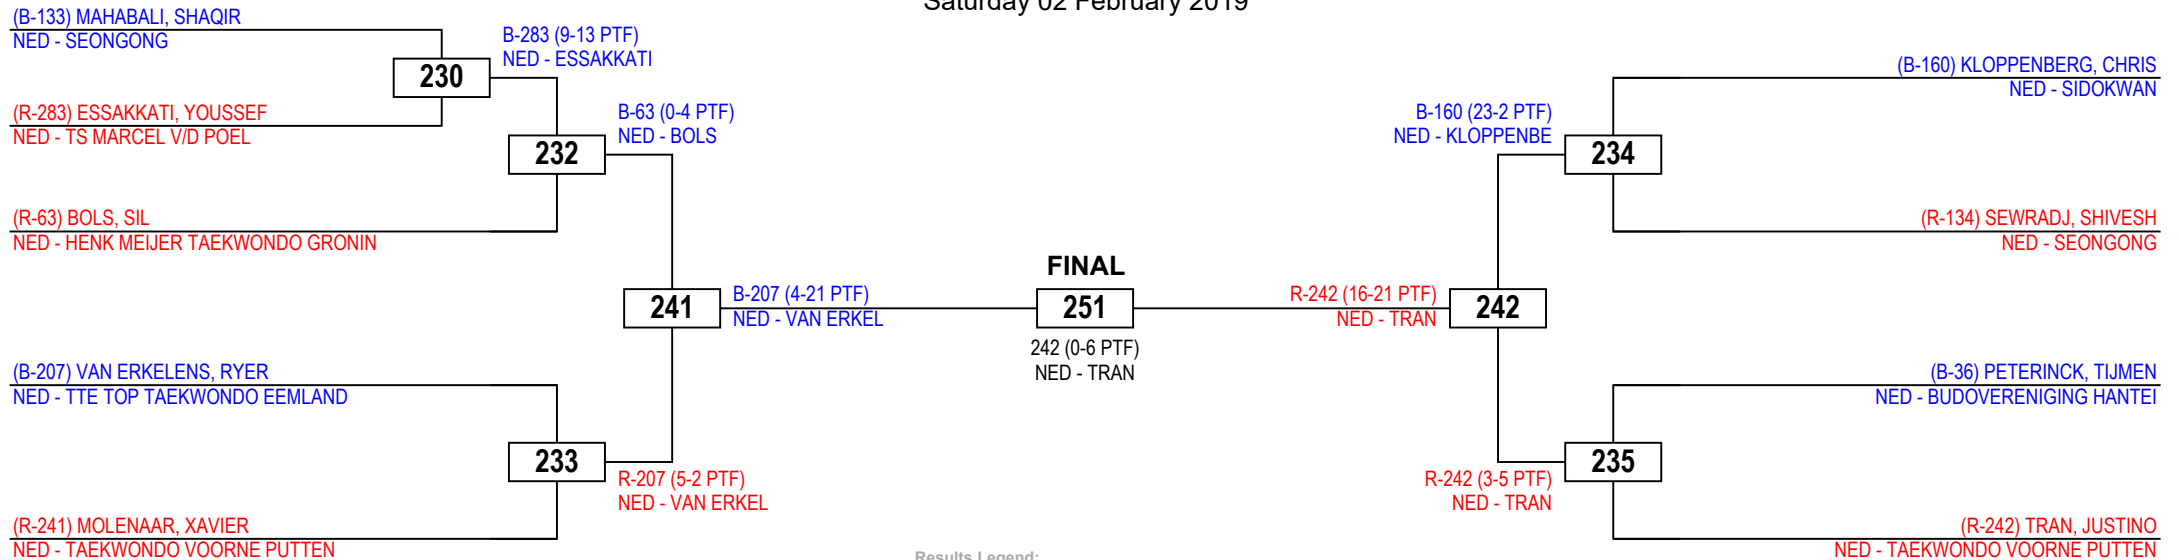 Saturday 02 February 2019
(B-133) MAHABALI, SHAQIR
NED - SEONGONG
230
(R-283) ESSAKKATI, YOUSSEF
NED - TS MARCEL V/D POEL
B-283 (9-13 PTF)
NED - ESSAKKATI
232
(R-63) BOLS, SIL
NED - HENK MEIJER TAEKWONDO GRONIN
B-63 (0-4 PTF)
NED - BOLS
241
B-207 (4-21 PTF)
NED - VAN ERKEL
(B-207) VAN ERKELENS, RYER
NED - TTE TOP TAEKWONDO EEMLAND
233
R-207 (5-2 PTF)
NED - VAN ERKEL
(R-241) MOLENAAR, XAVIER
NED - TAEKWONDO VOORNE PUTTEN
FINAL
251
242 (0-6 PTF)
NED - TRAN
Results Legend:
(B-160) KLOPPENBERG, CHRIS
NED - SIDOKWAN
B-160 (23-2 PTF)
NED - KLOPPENBE
234
(R-134) SEWRADJ, SHIVESH
NED - SEONGONG
R-242 (16-21 PTF)
NED - TRAN
242
(B-36) PETERINCK, TIJMEN
NED - BUDOVERENIGING HANTEI
235
R-242 (3-5 PTF)
NED - TRAN
(R-242) TRAN, JUSTINO
NED - TAEKWONDO VOORNE PUTTEN